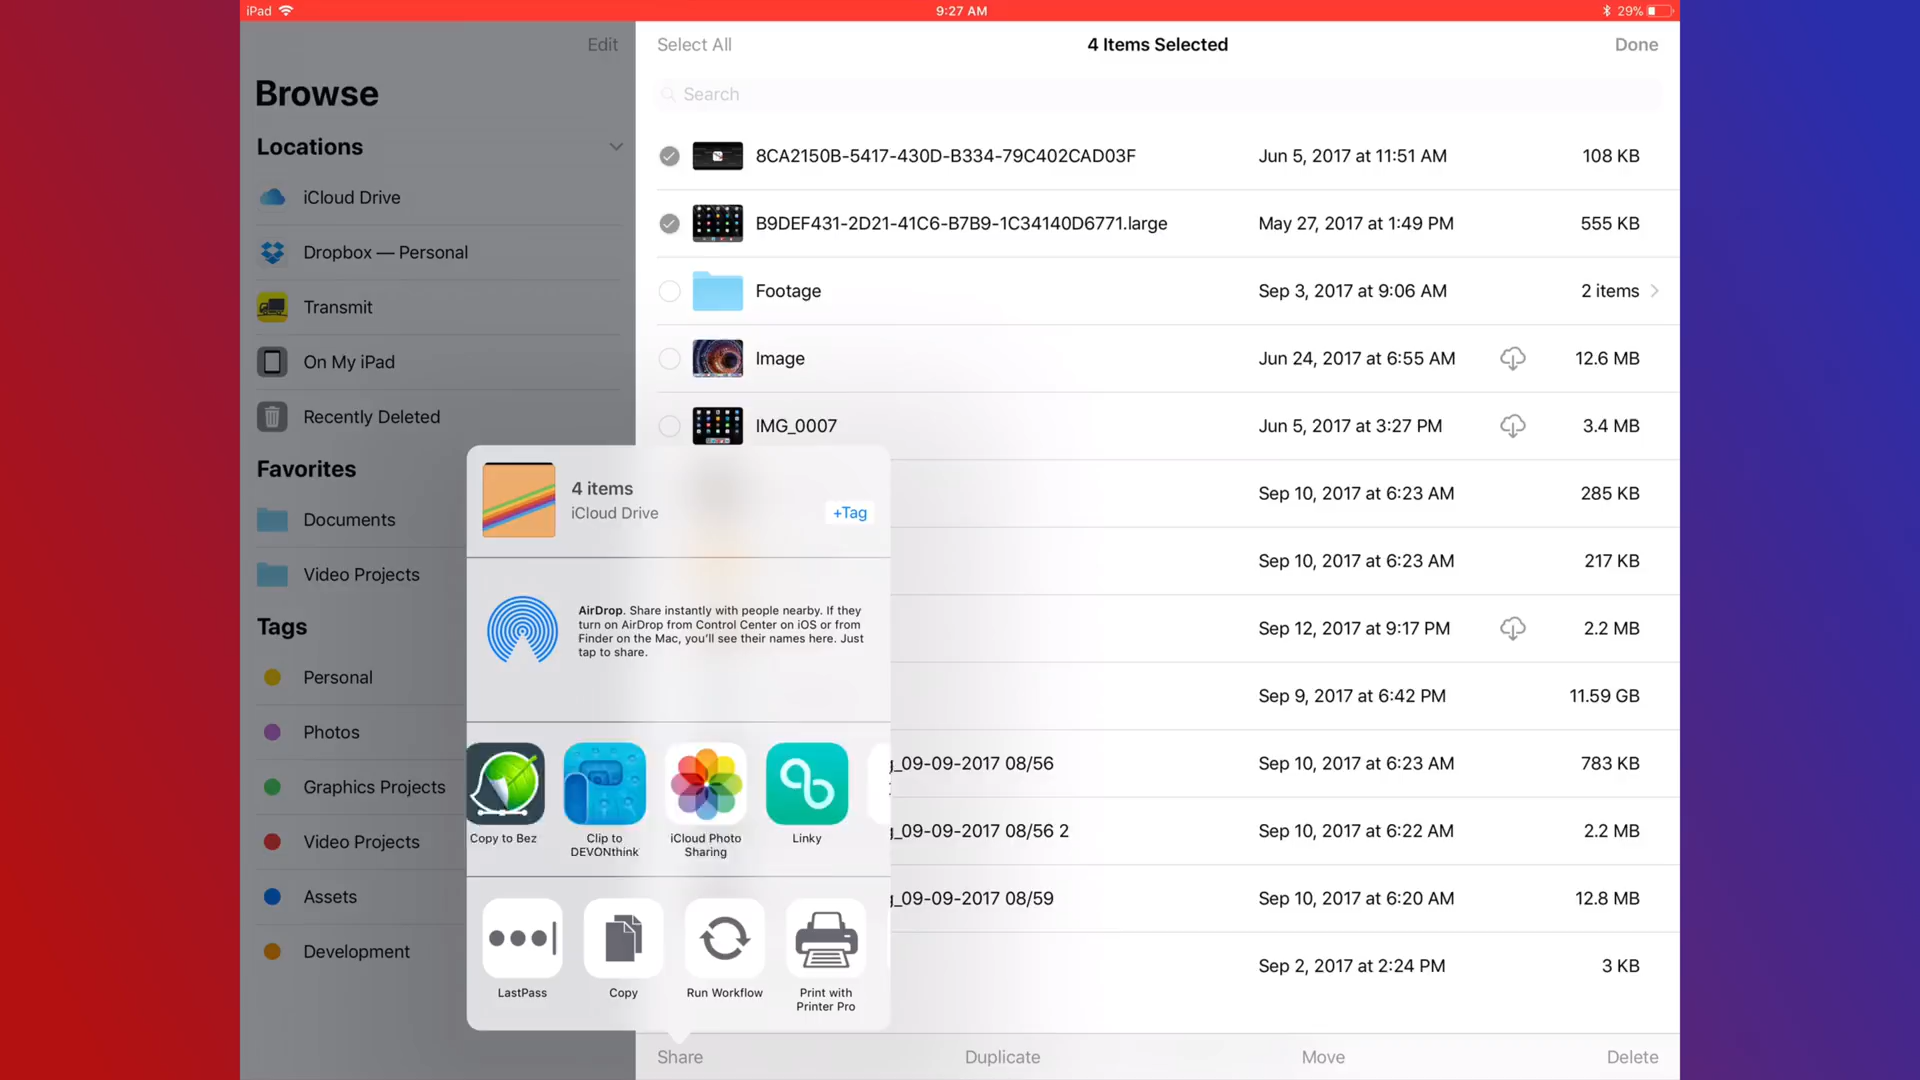 iPad
9:27 AM
29%
Edit
Select All
4 Items Selected
Done
Browse
Search
Locations
iCloud Drive
Dropbox — Personal
Transmit
On My iPad
Recently Deleted
Favorites
Documents
Video Projects
Tags
Personal
Photos
Graphics Projects
Video Projects
Assets
Development
8CA2150B-5417-430D-B334-79C402CAD03F Jun 5, 2017 at 11:51 AM 108 KB
B9DEF431-2D21-41C6-B7B9-1C34140D6771.large May 27, 2017 at 1:49 PM 555 KB
Footage Sep 3, 2017 at 9:06 AM 2 items
Image Jun 24, 2017 at 6:55 AM 12.6 MB
IMG_0007 Jun 5, 2017 at 3:27 PM 3.4 MB
Sep 10, 2017 at 6:23 AM 285 KB
Sep 10, 2017 at 6:23 AM 217 KB
Sep 12, 2017 at 9:17 PM 2.2 MB
Sep 9, 2017 at 6:42 PM 11.59 GB
_09-09-2017 08/56 Sep 10, 2017 at 6:23 AM 783 KB
_09-09-2017 08/56 2 Sep 10, 2017 at 6:22 AM 2.2 MB
_09-09-2017 08/59 Sep 10, 2017 at 6:20 AM 12.8 MB
Sep 2, 2017 at 2:24 PM 3 KB
4 items
iCloud Drive
+Tag
AirDrop. Share instantly with people nearby. If they
turn on AirDrop from Control Center on iOS or from
Finder on the Mac, you'll see their names here. Just
tap to share.
Copy to Bez
Clip to
DEVONthink
iCloud Photo
Sharing
Linky
LastPass
Copy
Run Workflow
Print with
Printer Pro
Share
Duplicate
Move
Delete